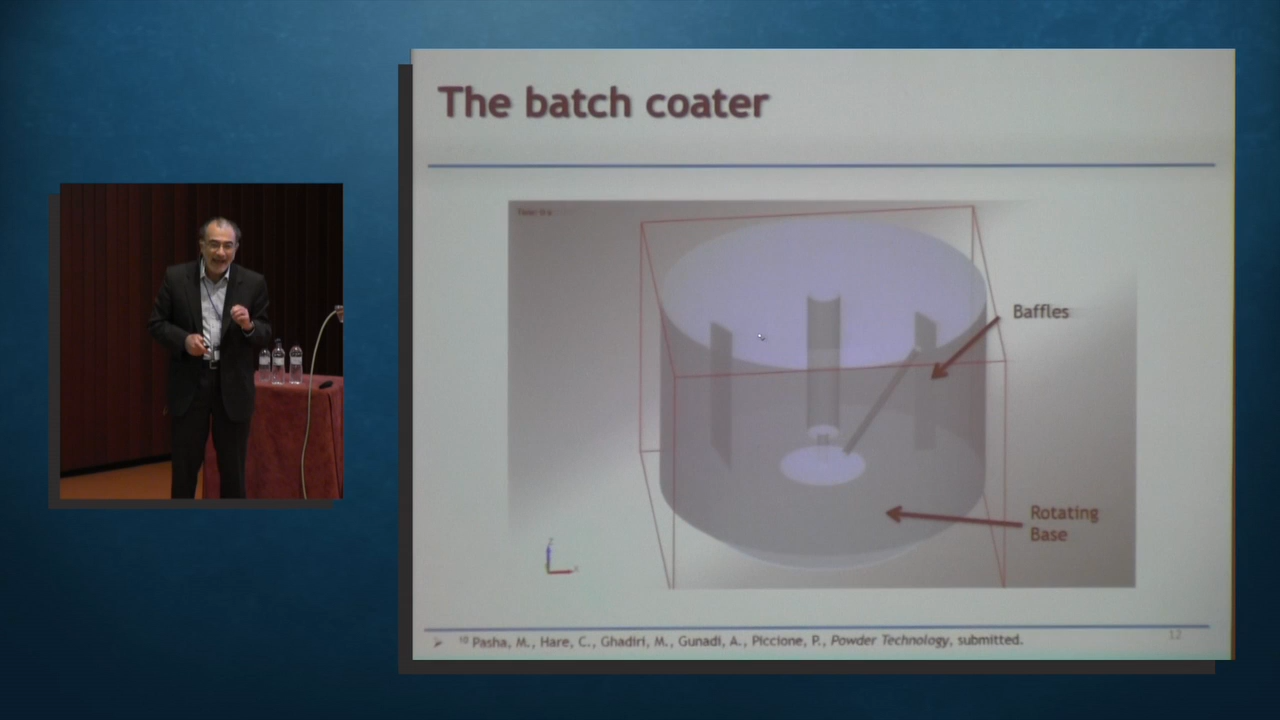 The batch coater
Baffles
Rotating
Base
10 Pasha, M., Hare, C., Ghadiri, M., Gunadi, A., Piccione, P., Powder Technology, submitted.
12